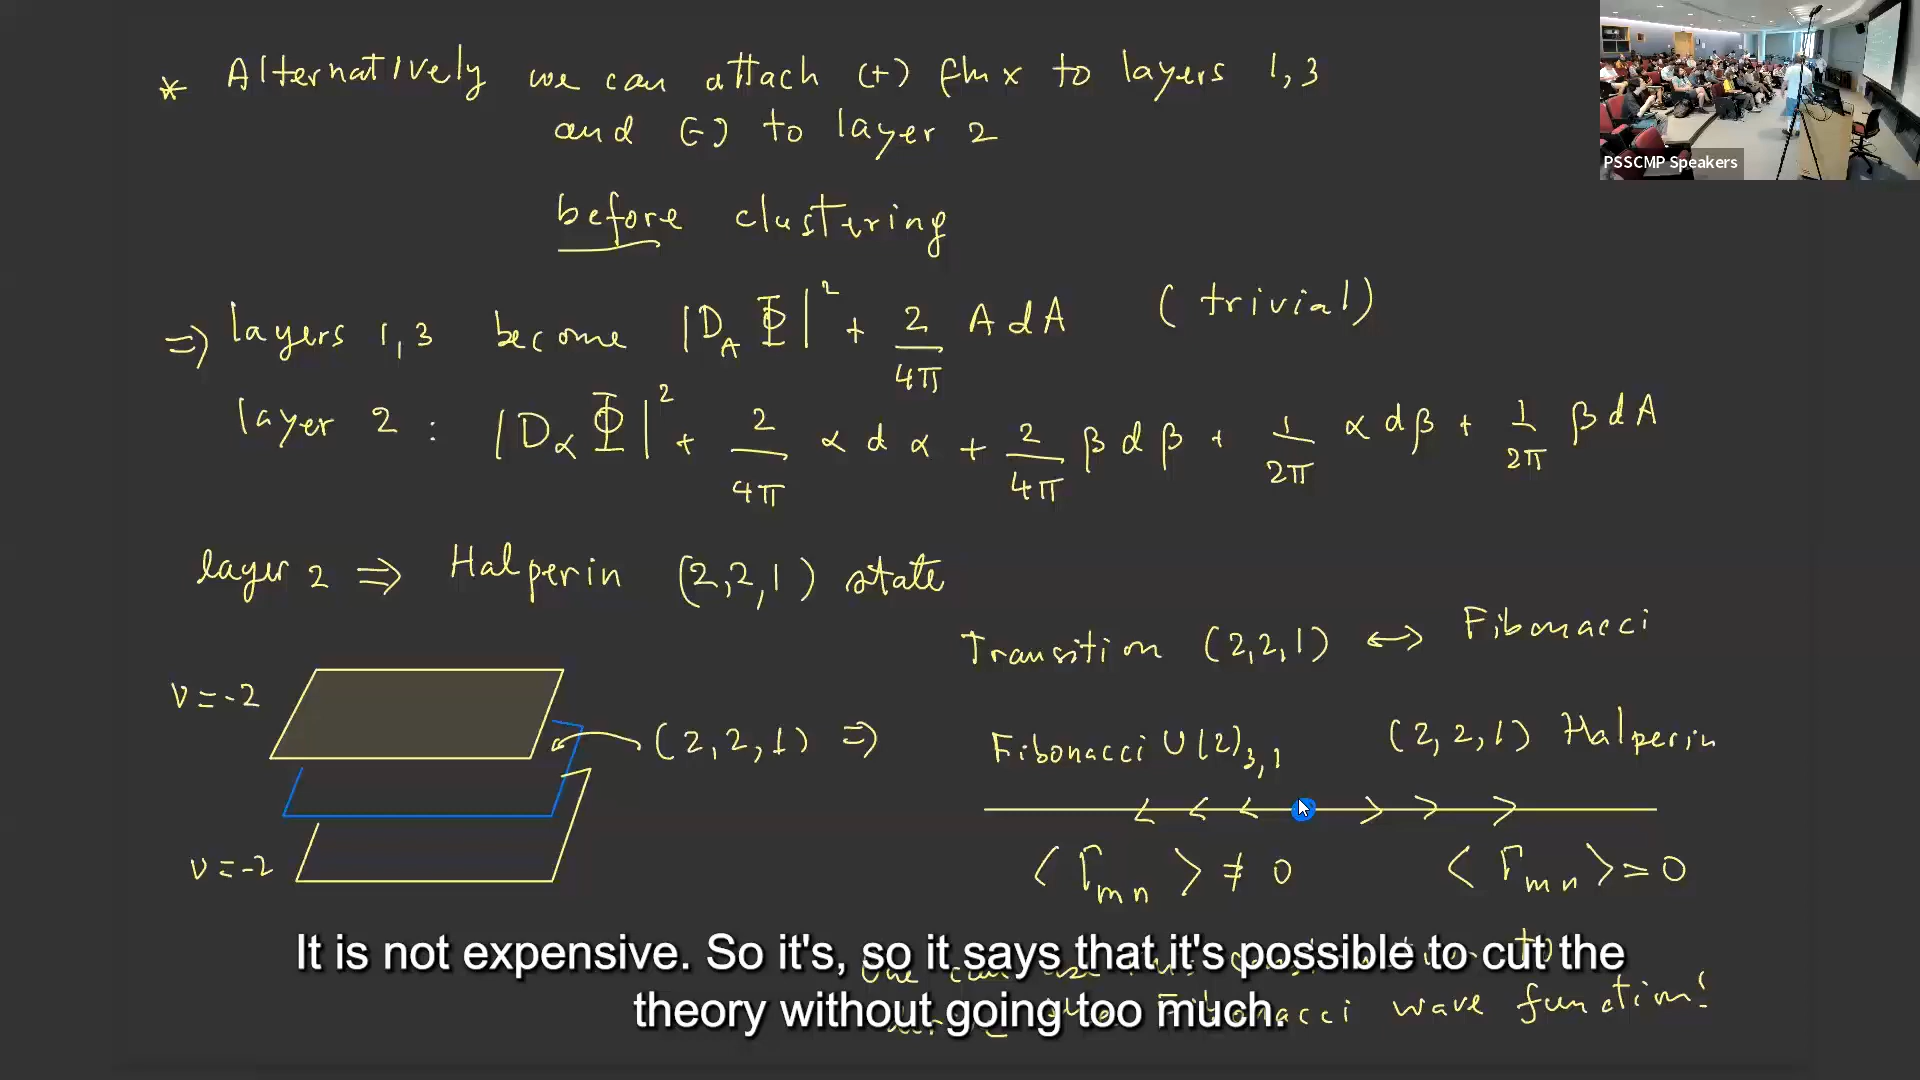 * Alternatively we can attach (+) flux to layers 1,3
and (-) to layer 2
before clustering
PSSCMP Speakers
⇒ layers 1,3 become |D_A Φ|² + 2/4π A d A (trivial)
layer 2 : |D_α Φ|² + 2/4π α d α + 2/4π β d β + 1/2π α d β + 1/2π β d A
layer 2 ⇒ Halperin (2,2,1) state
Transition (2,2,1) ↔ Fibonacci
ν = -2
(2,2,1) ⇒
Fibonacci U(2)_{3,1} (2,2,1) Halperin
ν = -2
⟨ Γ_{mn} ⟩ ≠ 0 ⟨ Γ_{mn} ⟩ = 0
It is not expensive. So it's, so it says that it's possible to cut the
theory without going too much.
wave function!